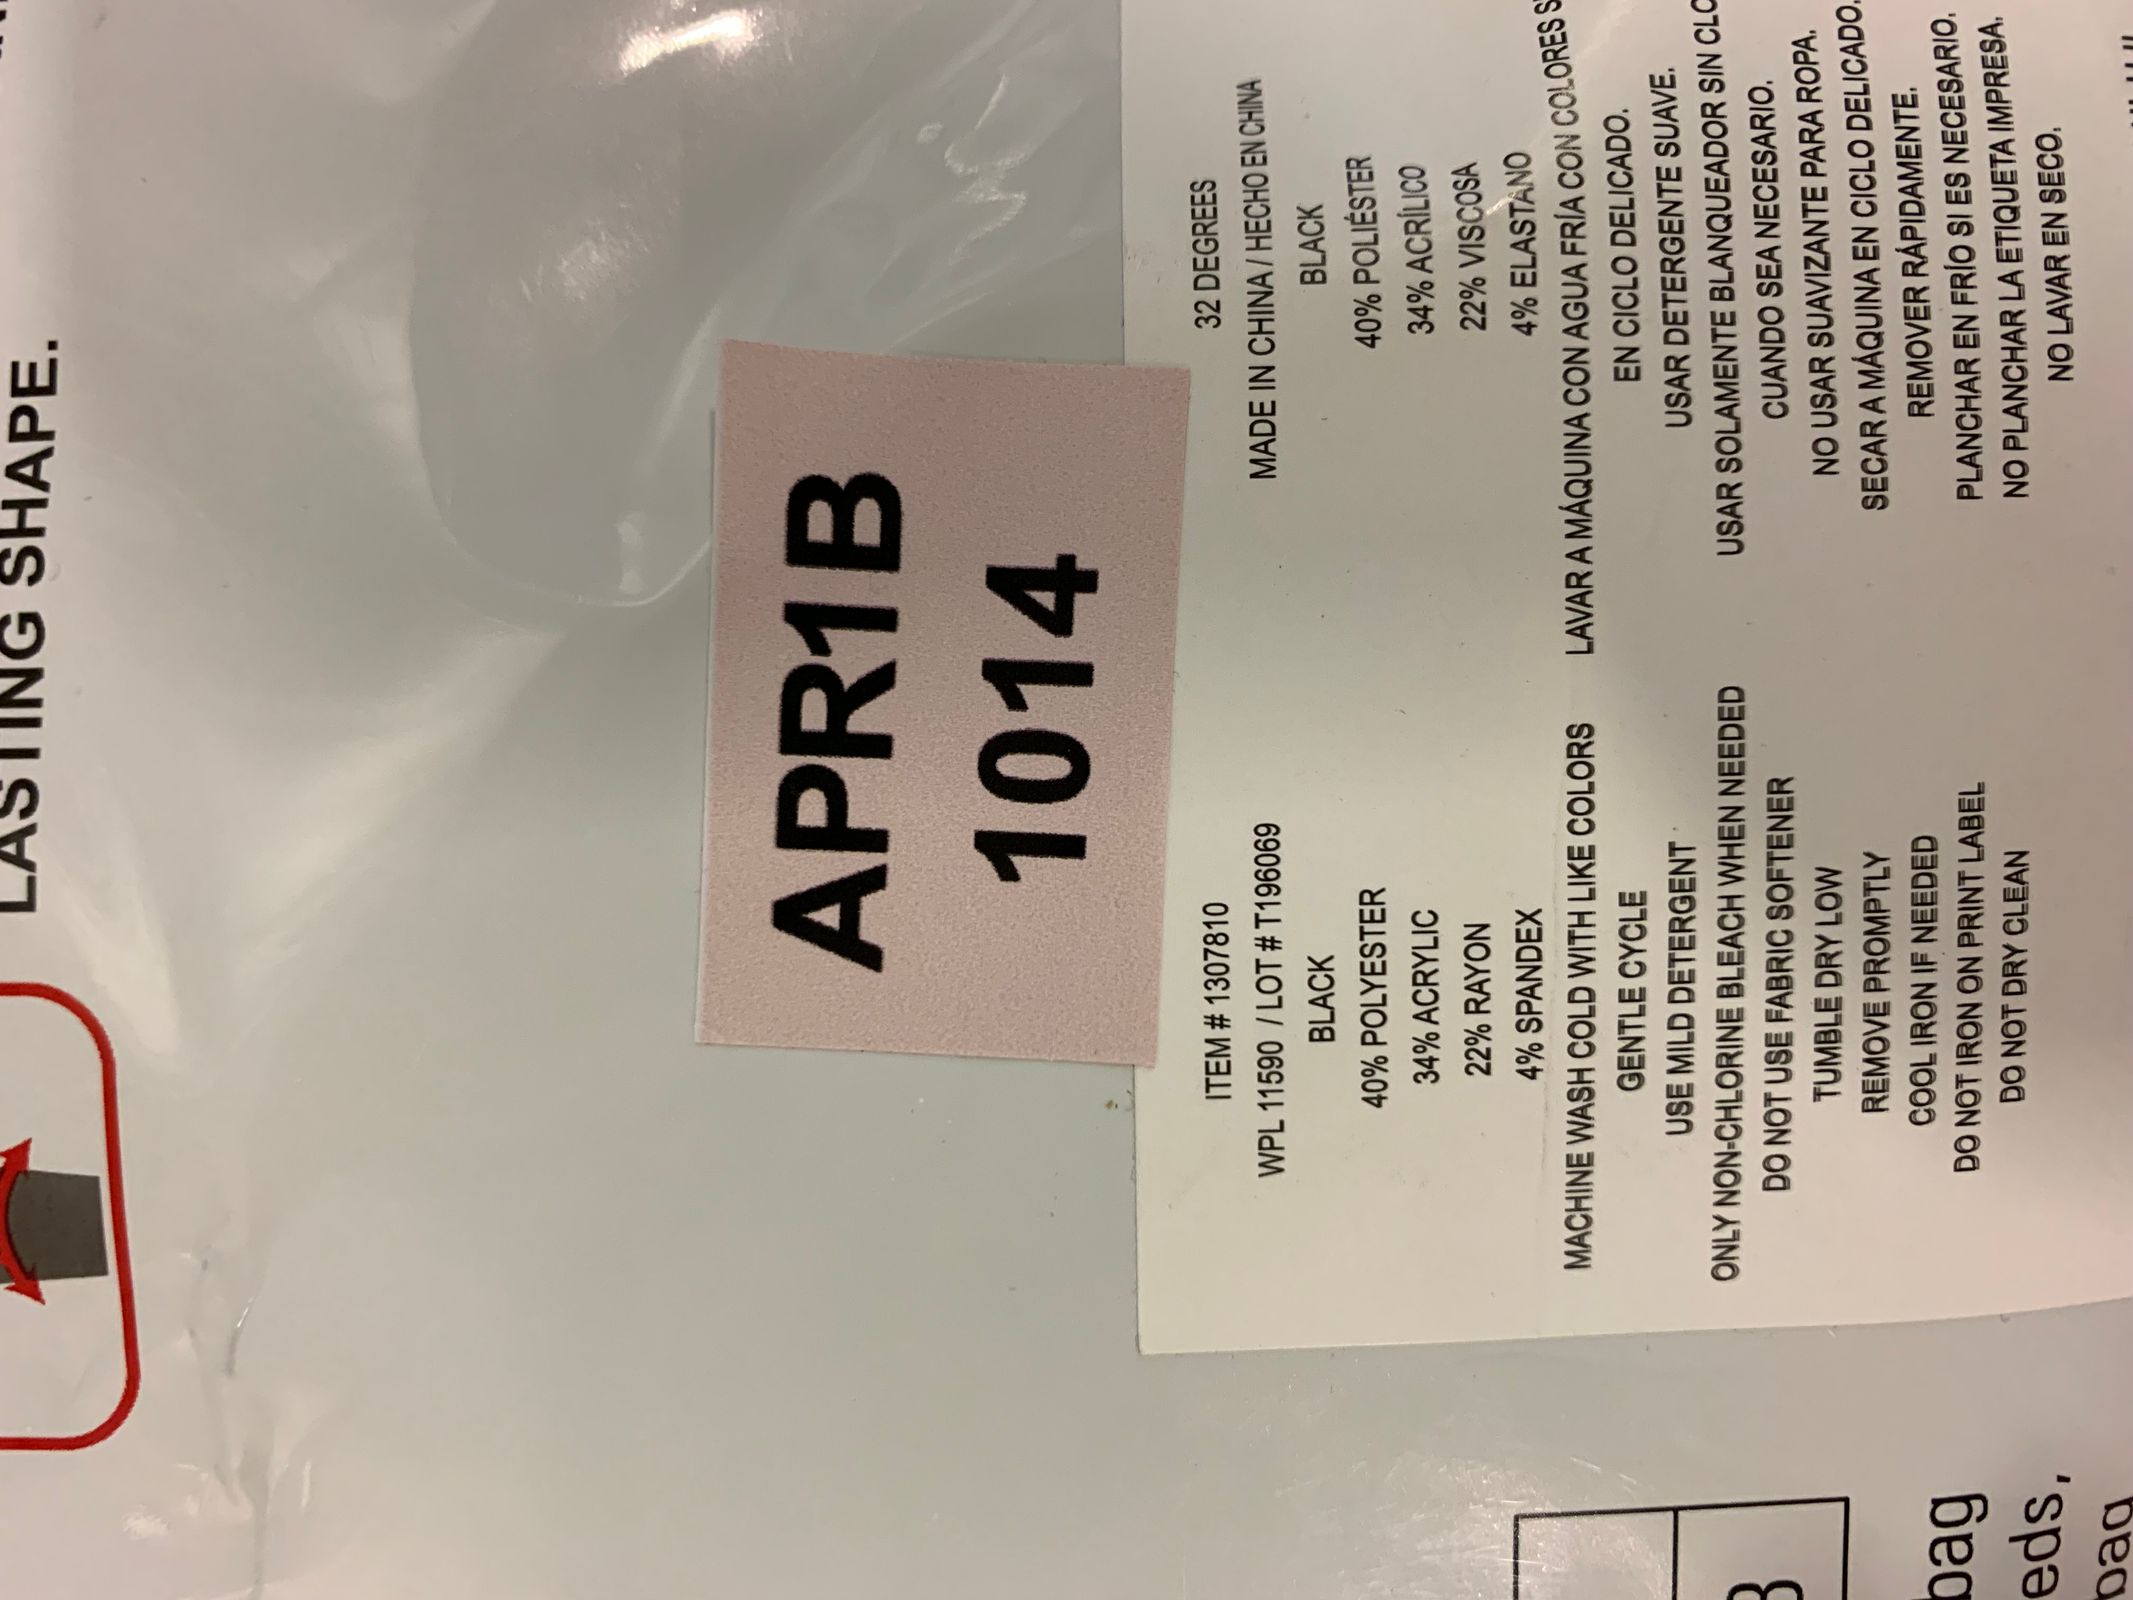 LASTING SHAPE.
APR1B
1014
ITEM # 1307810
WPL 11590 / LOT # T196069
BLACK
40% POLYESTER
34% ACRYLIC
22% RAYON
4% SPANDEX
MACHINE WASH COLD WITH LIKE COLORS
GENTLE CYCLE
USE MILD DETERGENT
ONLY NON-CHLORINE BLEACH WHEN NEEDED
DO NOT USE FABRIC SOFTENER
TUMBLE DRY LOW
REMOVE PROMPTLY
COOL IRON IF NEEDED
DO NOT IRON ON PRINT LABEL
DO NOT DRY CLEAN
32 DEGREES
MADE IN CHINA / HECHO EN CHINA
BLACK
40% POLIÉSTER
34% ACRÍLICO
22% VISCOSA
4% ELASTANO
LAVAR A MÁQUINA CON AGUA FRÍA CON COLORES
EN CICLO DELICADO.
USAR DETERGENTE SUAVE.
USAR SOLAMENTE BLANQUEADOR SIN
CUANDO SEA NECESARIO.
NO USAR SUAVIZANTE PARA ROPA.
SECAR A MÁQUINA EN CICLO DELICADO.
REMOVER RÁPIDAMENTE.
PLANCHAR EN FRÍO SI ES NECESARIO.
NO PLANCHAR LA ETIQUETA IMPRESA.
NO LAVAR EN SECO.
bag
eds,
bag